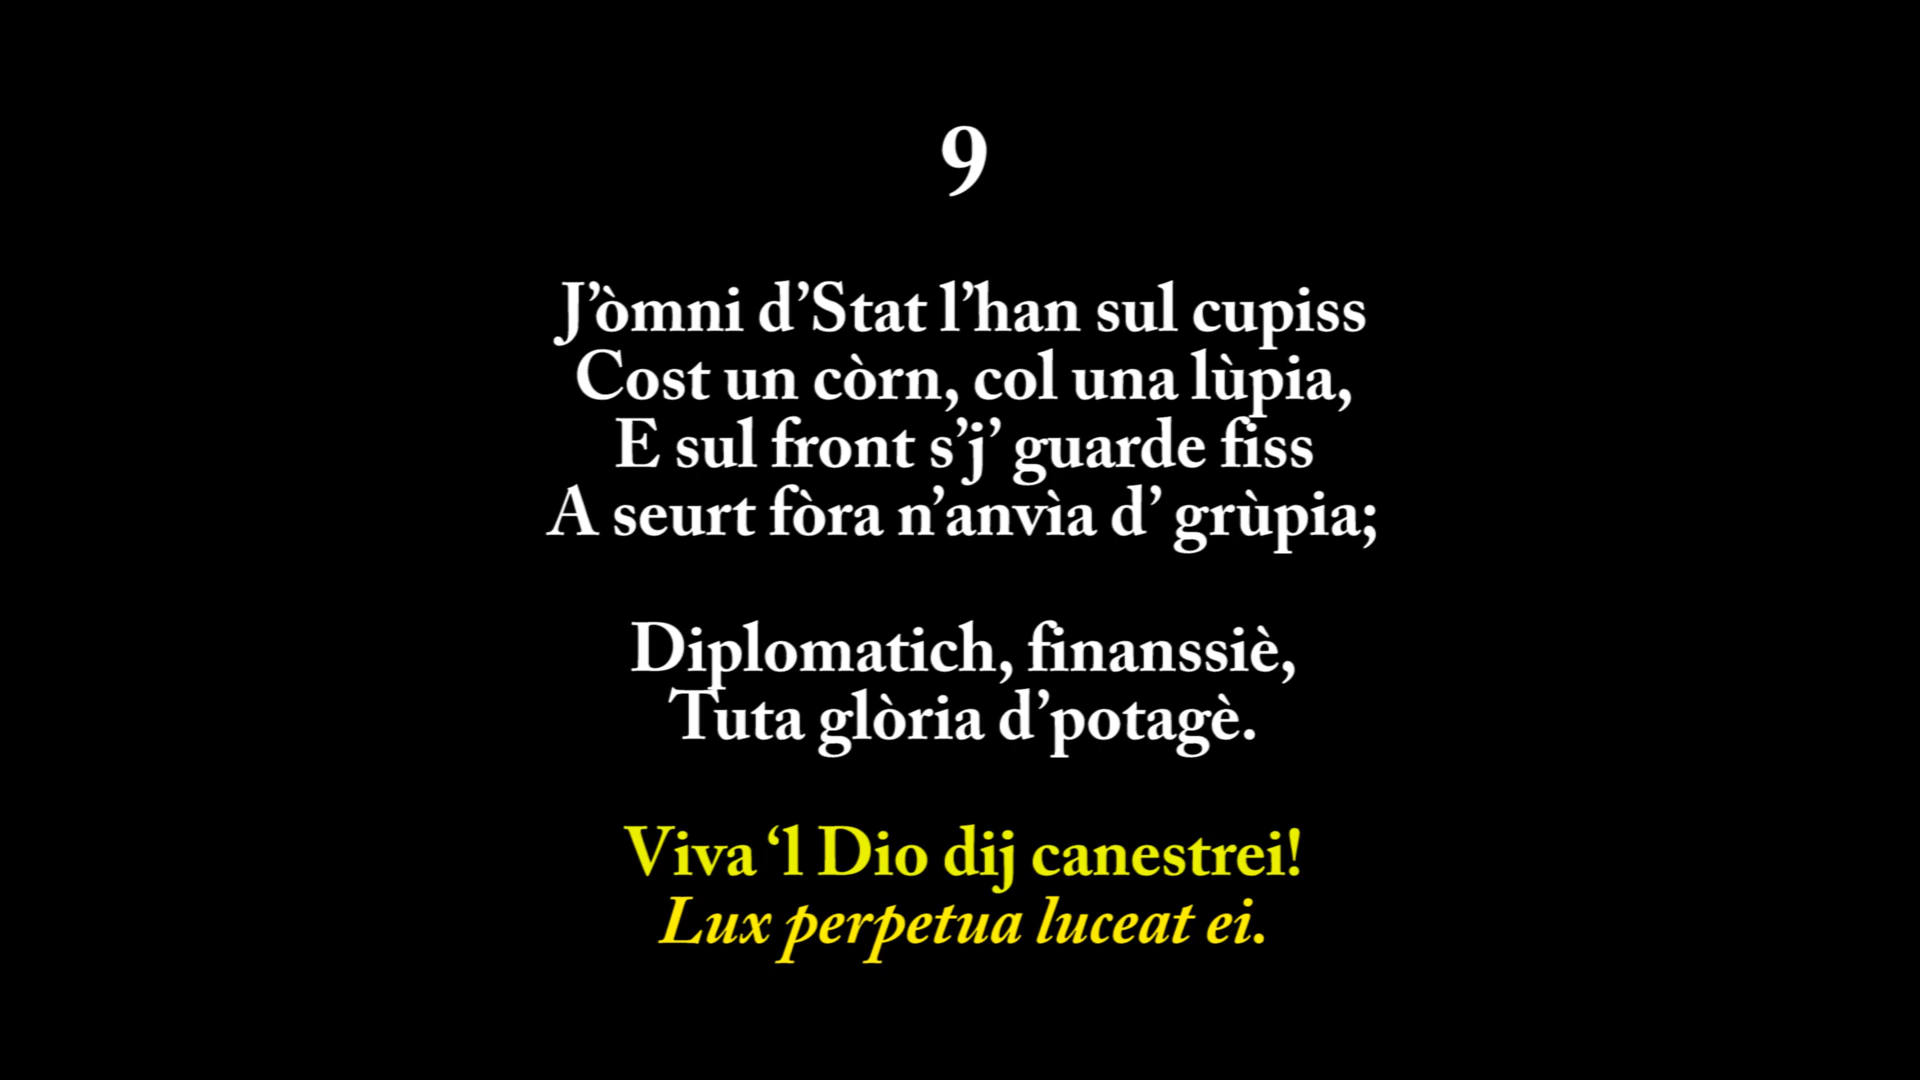 9
J’òmni d’Stat l’han sul cupiss
Cost un còrn, col una lùpia,
E sul front s’j’ guarde fiss
A seurt fòra n’anvìa d’ grùpia;
Diplomatich, finanssiè,
Tuta glòria d’potagè.
Viva ‘l Dio dij canestrei!
Lux perpetua luceat ei.